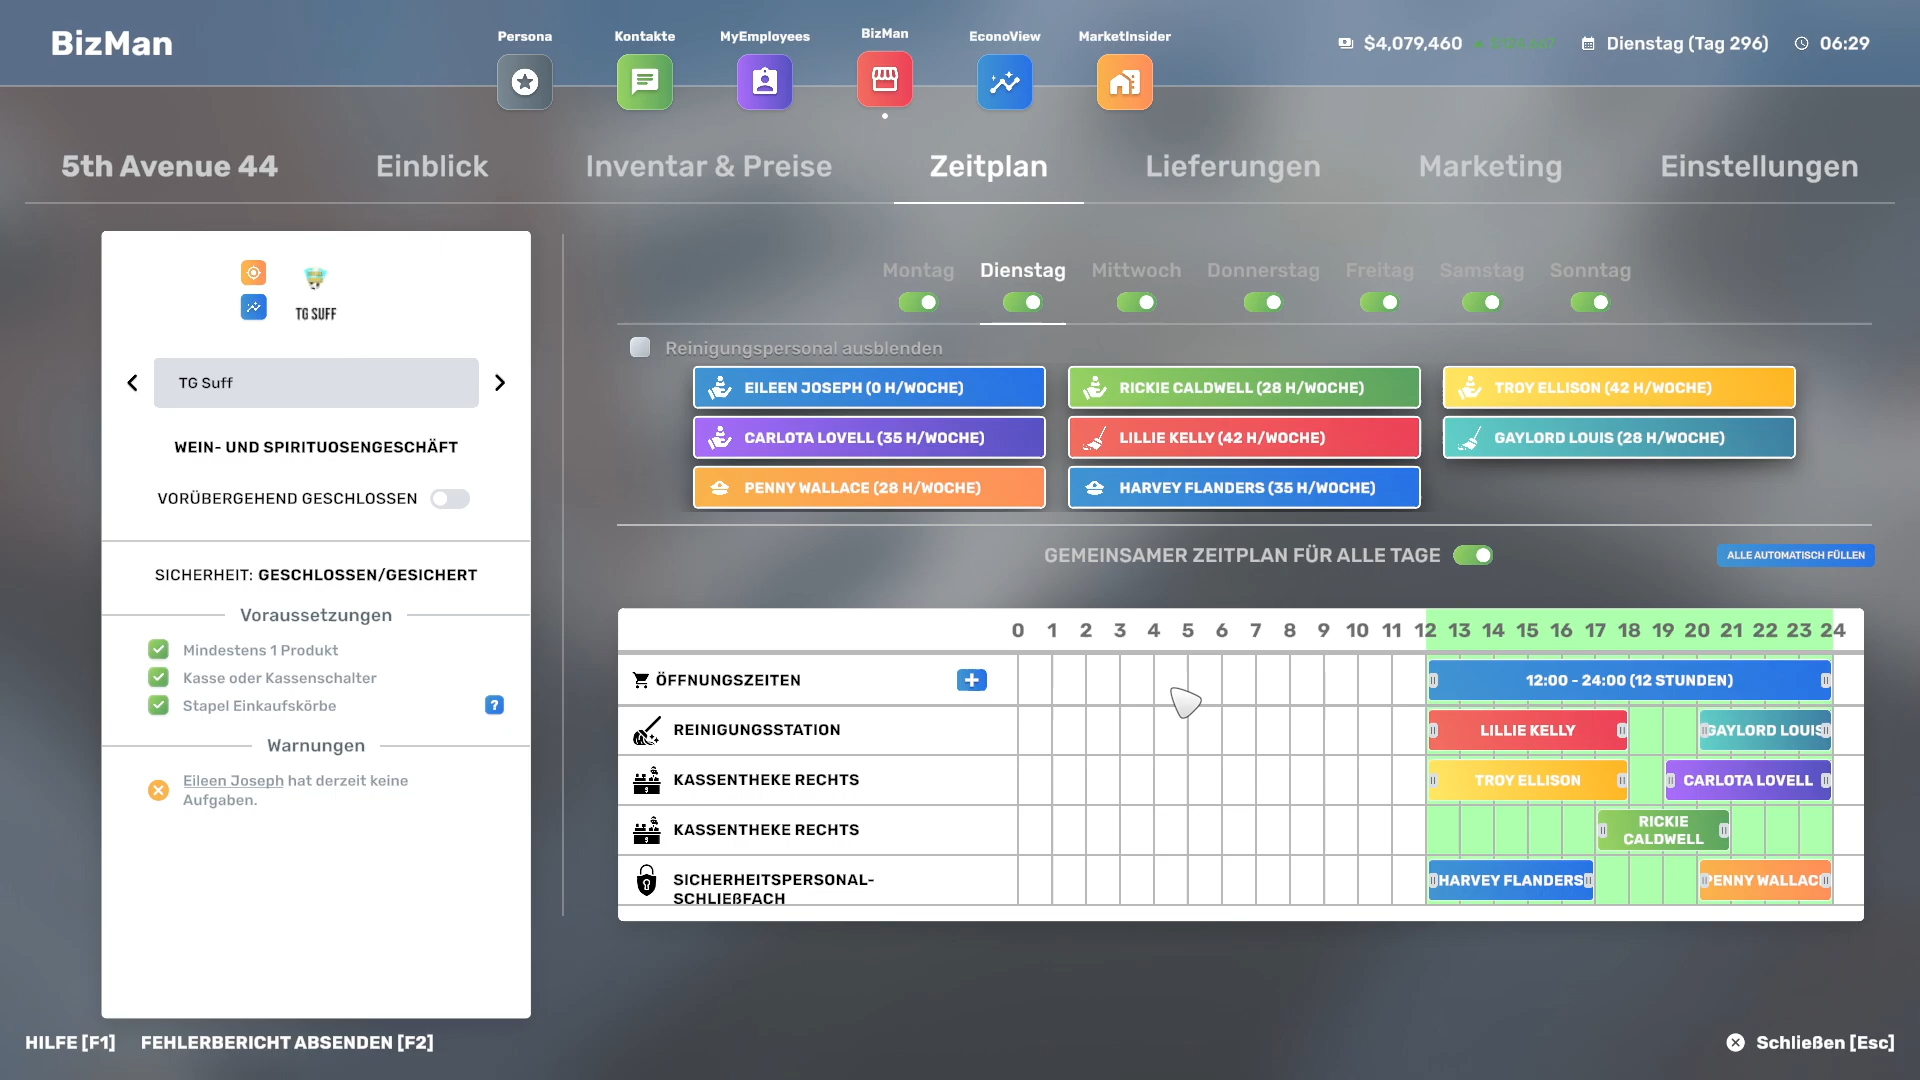 BizMan
Persona
Kontakte
MyEmployees
BizMan
EconoView
MarketInsider
$4,079,460
Dienstag (Tag 296)
06:29
5th Avenue 44
Einblick
Inventar & Preise
Zeitplan
Lieferungen
Marketing
Einstellungen
TG SUFF
TG Suff
WEIN- UND SPIRITUOSENGESCHÄFT
VORÜBERGEHEND GESCHLOSSEN
SICHERHEIT: GESCHLOSSEN/GESICHERT
Voraussetzungen
Mindestens 1 Produkt
Kasse oder Kassenschalter
Stapel Einkaufskörbe
?
Warnungen
Eileen Joseph hat derzeit keine
Aufgaben.
Montag
Dienstag
Mittwoch
Donnerstag
Freitag
Samstag
Sonntag
Reinigungspersonal ausblenden
EILEEN JOSEPH (0 H/WOCHE)
RICKIE CALDWELL (28 H/WOCHE)
TROY ELLISON (42 H/WOCHE)
CARLOTA LOVELL (35 H/WOCHE)
LILLIE KELLY (42 H/WOCHE)
GAYLORD LOUIS (28 H/WOCHE)
PENNY WALLACE (28 H/WOCHE)
HARVEY FLANDERS (35 H/WOCHE)
GEMEINSAMER ZEITPLAN FÜR ALLE TAGE
ALLE AUTOMATISCH FÜLLEN
0 1 2 3 4 5 6 7 8 9 10 11 12 13 14 15 16 17 18 19 20 21 22 23 24
ÖFFNUNGSZEITEN
12:00 - 24:00 (12 STUNDEN)
REINIGUNGSSTATION
LILLIE KELLY
GAYLORD LOUIS
KASSENTHEKE RECHTS
TROY ELLISON
CARLOTA LOVELL
KASSENTHEKE RECHTS
RICKIE
CALDWELL
SICHERHEITSPERSONAL-
SCHLIEẞFACH
HARVEY FLANDERS
PENNY WALLAC
HILFE [F1]
FEHLERBERICHT ABSENDEN [F2]
Schließen [Esc]